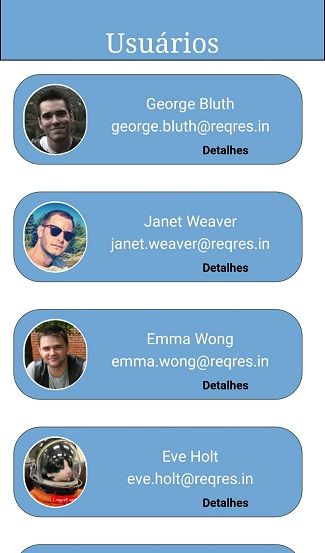 Usuários
George Bluth
george.bluth@reqres.in
Detalhes
Janet Weaver
janet.weaver@reqres.in
Detalhes
Emma Wong
emma.wong@reqres.in
Detalhes
Eve Holt
eve.holt@reqres.in
Detalhes